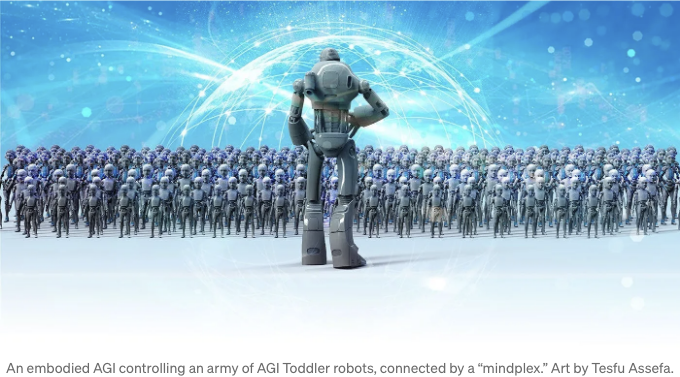 An embodied AGI controlling an army of AGI Toddler robots, connected by a “mindplex.” Art by Tesfu Assefa.